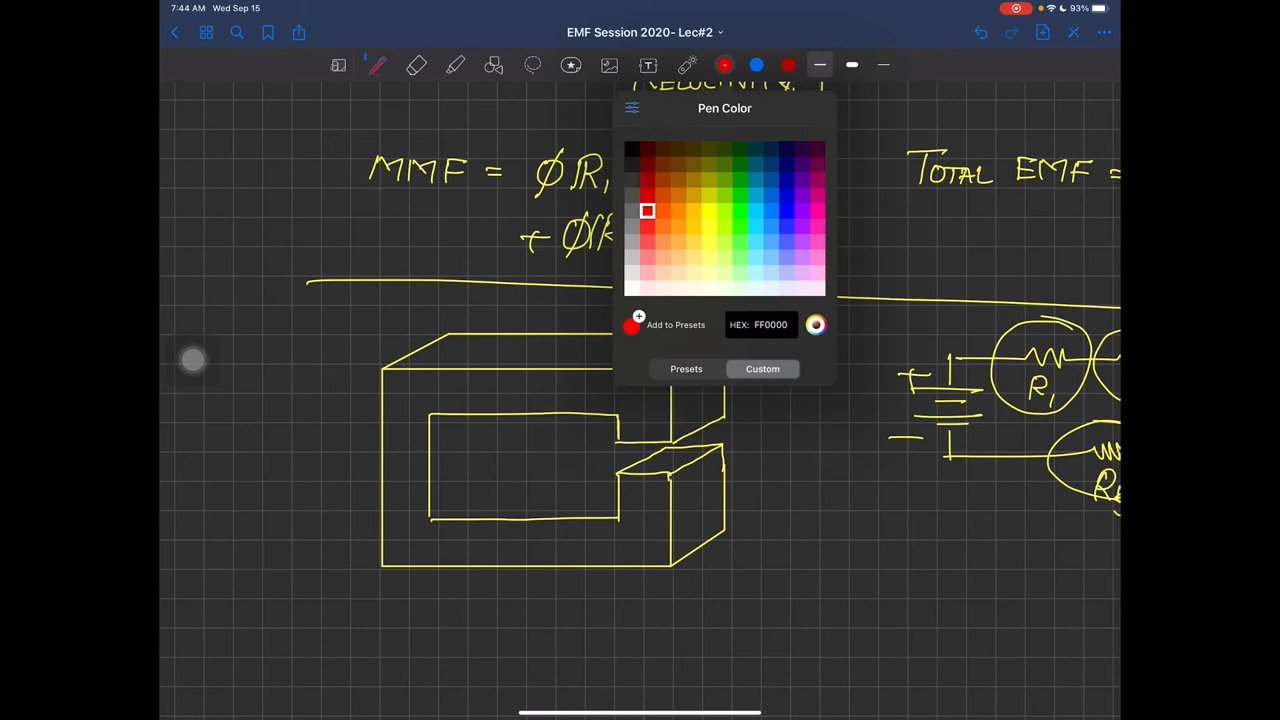 7:44 AM Wed Sep 15
93%
EMF Session 2020- Lec#2
T
Pen Color
MMF = ØR,
+ Ø
TOTAL EMF =
HEX: FF0000
Add to Presets
Presets Custom
+
R1
−